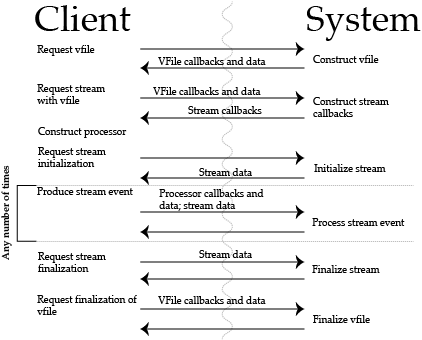 Client
System
Request vfile
VFile callbacks and data
Construct vfile
Request stream
with vfile
VFile callbacks and data
Stream callbacks
Construct stream
callbacks
Construct processor
Request stream
initialization
Stream data
Initialize stream
Any number of times
Produce stream event
Processor callbacks and
data; stream data
Process stream event
Request stream
finalization
Stream data
Finalize stream
Request finalization of
vfile
VFile callbacks and data
Finalize vfile